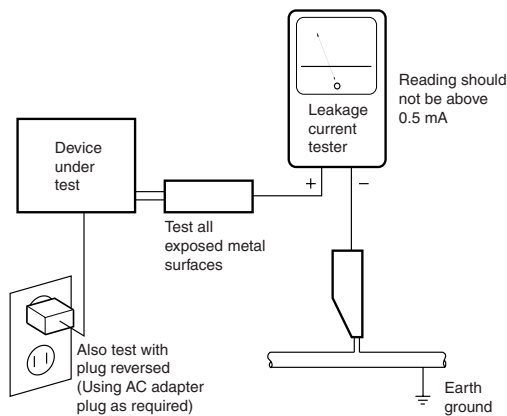 Leakage
current
tester
Reading should
not be above
0.5 mA
Device
under
test
+
−
Test all
exposed metal
surfaces
Also test with
plug reversed
(Using AC adapter
plug as required)
Earth
ground